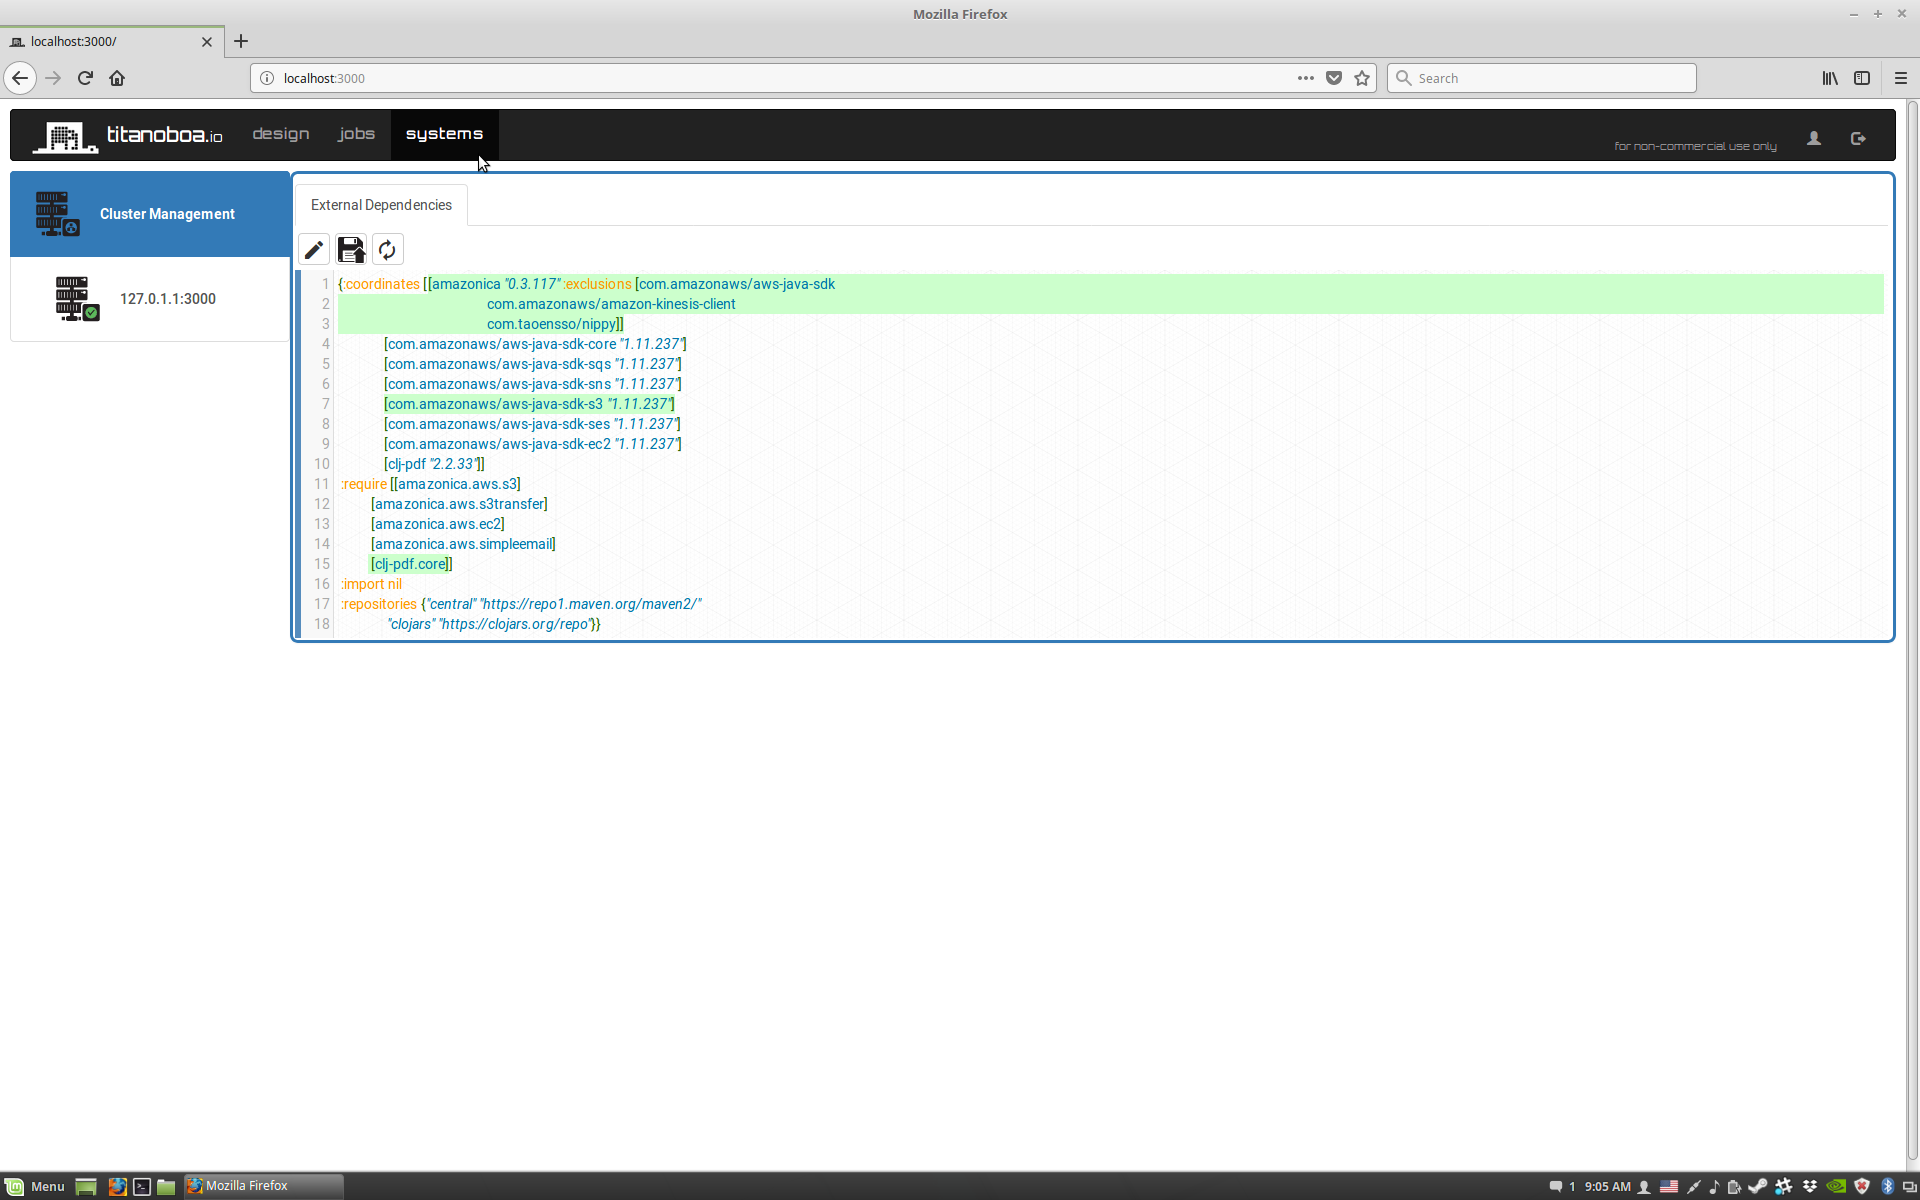 Mozilla Firefox
localhost:3000/
localhost:3000
Search
titanoboa.io
design
jobs
systems
for non-commercial use only
Cluster Management
127.0.1.1:3000
External Dependencies
1 {:coordinates [[amazonica "0.3.117" :exclusions [com.amazonaws/aws-java-sdk
2 com.amazonaws/amazon-kinesis-client
3 com.taoensso/nippy]]
4 [com.amazonaws/aws-java-sdk-core "1.11.237"]
5 [com.amazonaws/aws-java-sdk-sqs "1.11.237"]
6 [com.amazonaws/aws-java-sdk-sns "1.11.237"]
7 [com.amazonaws/aws-java-sdk-s3 "1.11.237"]
8 [com.amazonaws/aws-java-sdk-ses "1.11.237"]
9 [com.amazonaws/aws-java-sdk-ec2 "1.11.237"]
10 [clj-pdf "2.2.33"]]
11 :require [[amazonica.aws.s3]
12 [amazonica.aws.s3transfer]
13 [amazonica.aws.ec2]
14 [amazonica.aws.simpleemail]
15 [clj-pdf.core]]
16 :import nil
17 :repositories {"central" "https://repo1.maven.org/maven2/"
18 "clojars" "https://clojars.org/repo"}}
Menu
Mozilla Firefox
1
9:05 AM